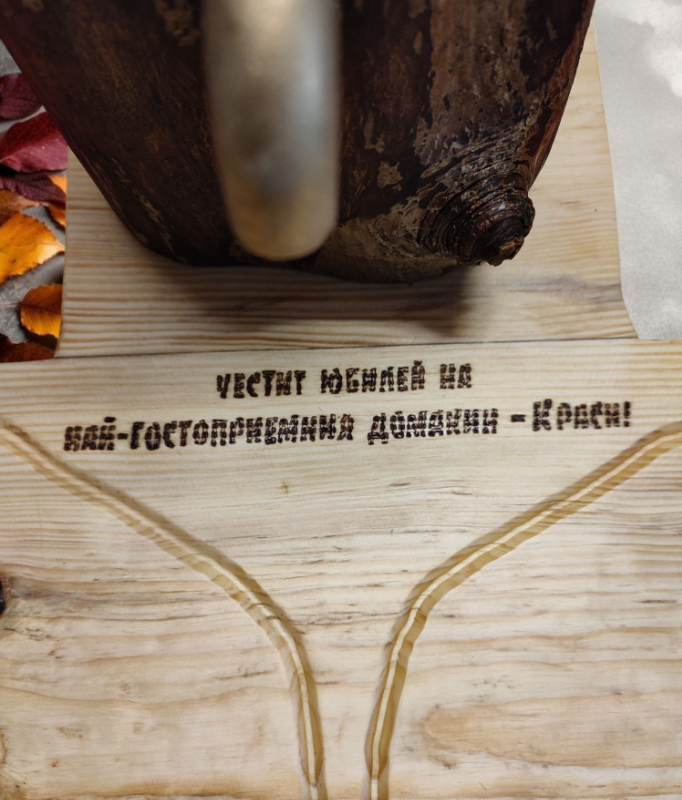 ЧЕСТИТ ЮБИЛЕЙ НА
НАЙ-ГОСТОПРИЕМНИЯ ДОМАКИН - КРАСИ!